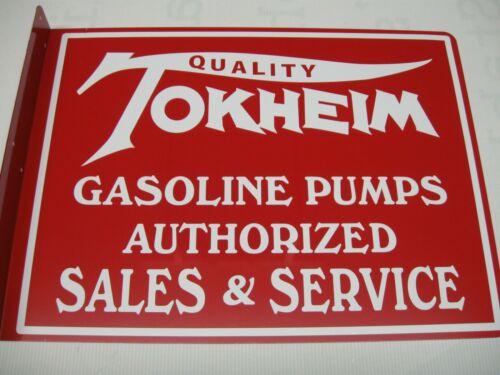 QUALITY
TOKHEIM
GASOLINE PUMPS
AUTHORIZED
SALES & SERVICE